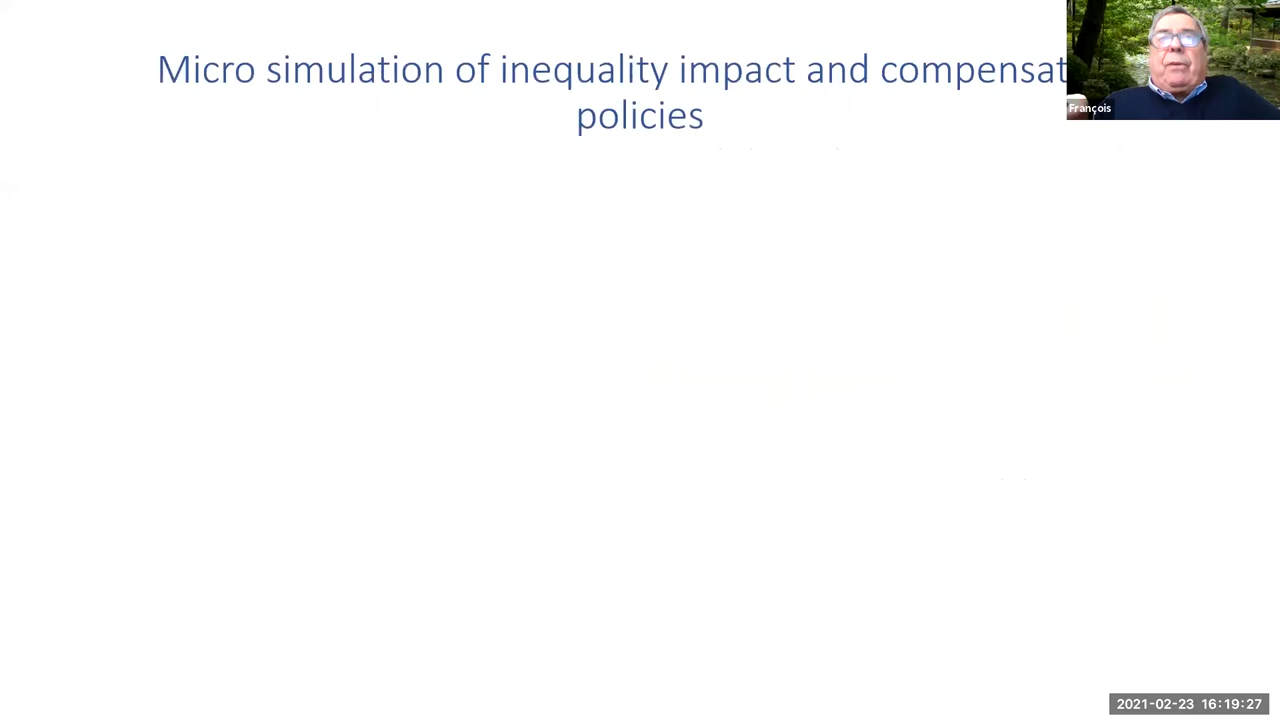 Micro simulation of inequality impact and compensat
policies
François
2021-02-23 16:19:27